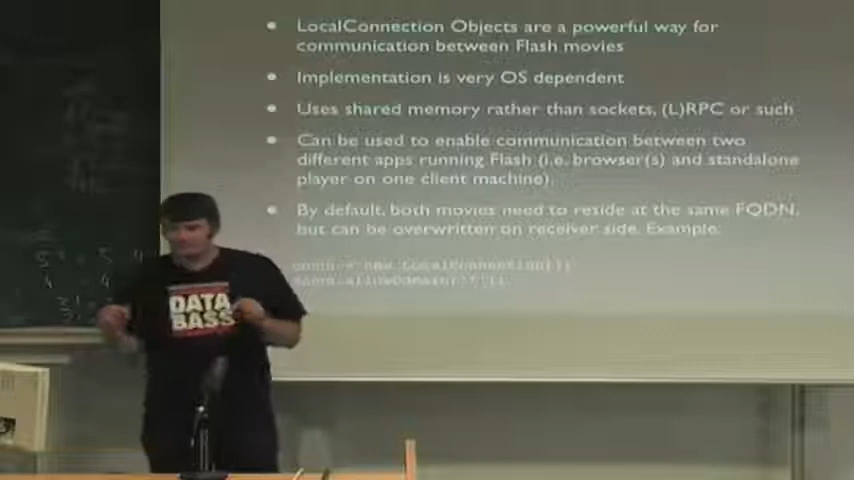 LocalConnection Objects are a powerful way for
communication between Flash movies
Implementation is very OS dependent
Uses shared memory rather than sockets, (L)RPC or such
Can be used to enable communication between two
different apps running Flash (i.e. browser(s) and standalone
player on one client machine).
By default, both movies need to reside at the same FQDN,
but can be overwritten on receiver side. Example:
new LocalConnection();
DATA
BASS